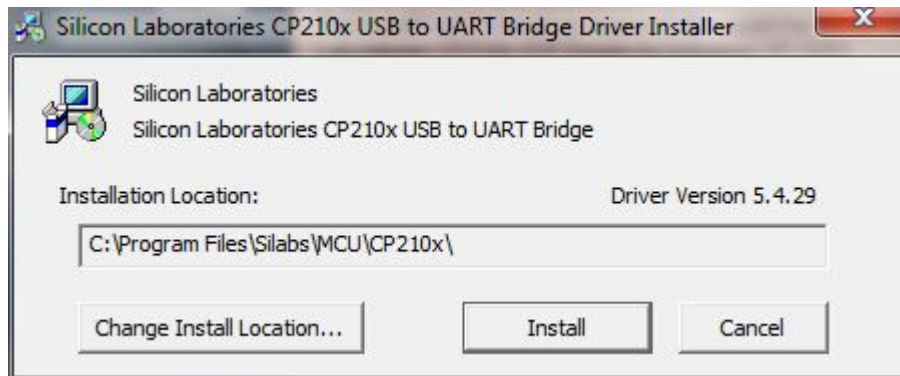 Silicon Laboratories CP210x USB to UART Bridge Driver Installer
Silicon Laboratories
Silicon Laboratories CP210x USB to UART Bridge
Installation Location:
Driver Version 5.4.29
C:\Program Files\Silabs\MCU\CP210x\
Change Install Location...
Install
Cancel